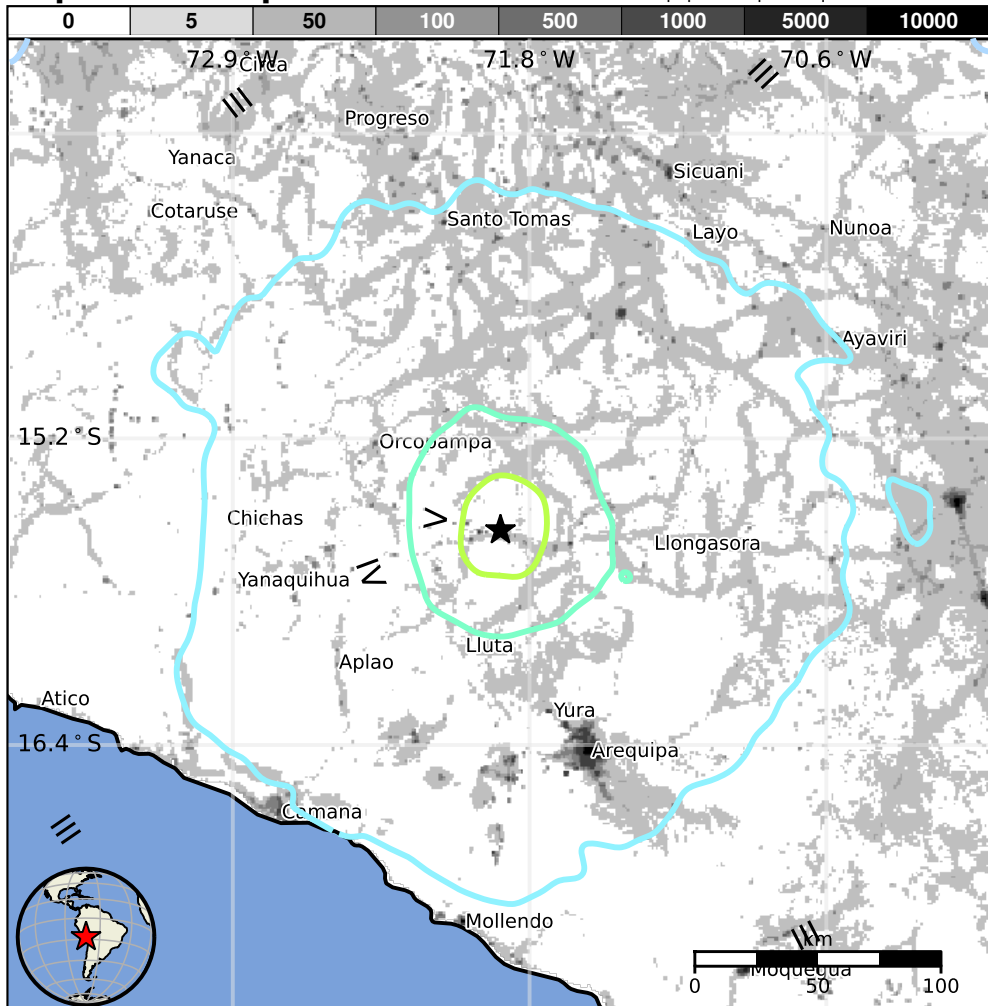 0 5 50 100 500 1000 5000 10000
72.9°W 71.8°W 70.6°W
Circa
III
III
Progreso
Yanaca
Sicuani
Cotaruse
Santo Tomas
Nunoa
Layo
Ayaviri
15.2°S
Orcopampa
Chichas
V
Llongasora
Yanaquihua
IV
Lluta
Aplao
Atico
Yura
16.4°S
Arequipa
Camana
III
Mollendo
III
km
Moquegua
0 50 100